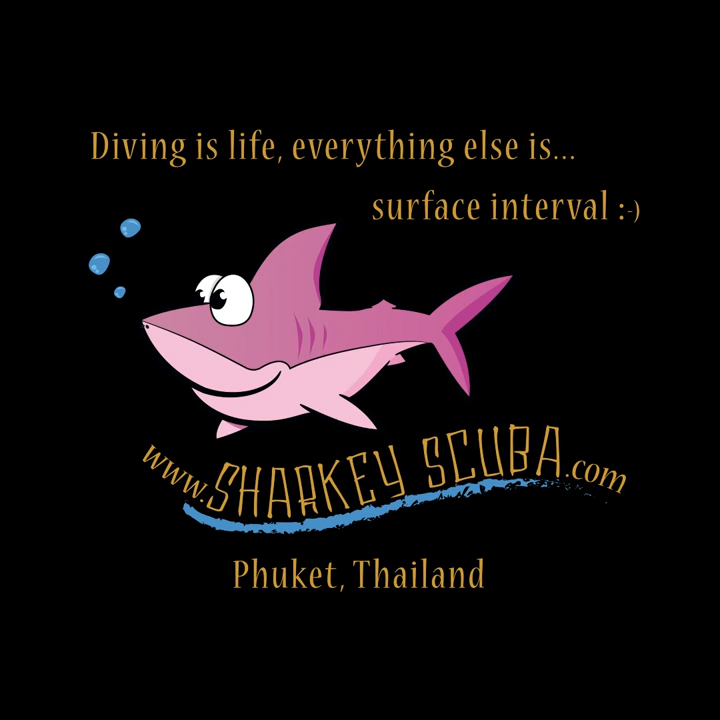 Diving is life, everything else is...
surface interval :-)
www.SHARKEY SCUBA.com
Phuket, Thailand